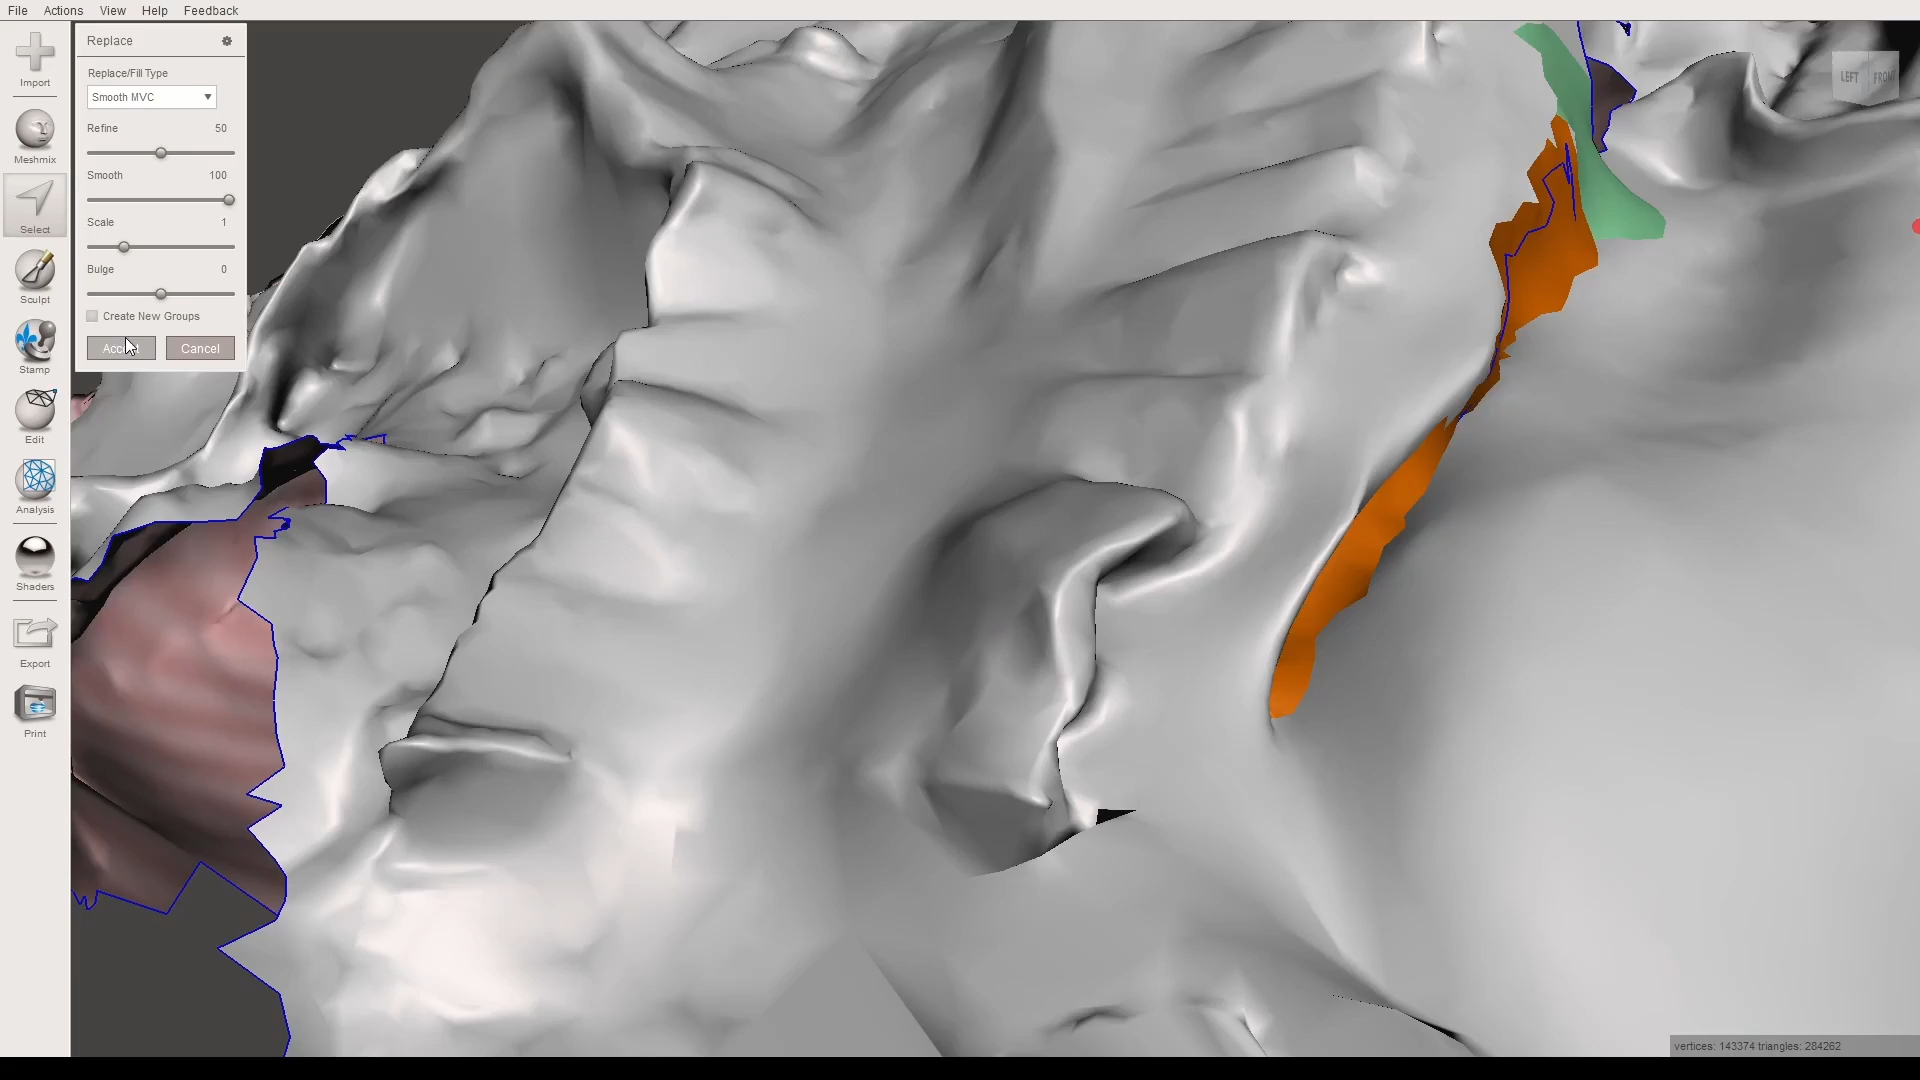 File Actions View Help Feedback
Import
Meshmix
Select
Sculpt
Stamp
Edit
Analysis
Shaders
Export
Print
Replace
Replace/Fill Type
Smooth MVC
Refine 50
Smooth 100
Scale 1
Bulge 0
Create New Groups
Cancel
LEFT FRONT
vertices: 143374 triangles: 284262